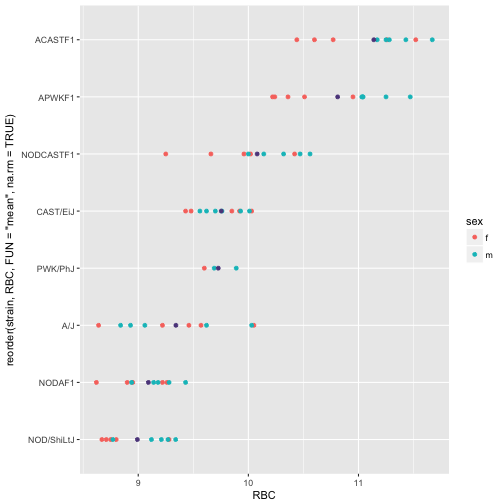 ACASTF1
APWKF1
NODCASTF1
CAST/EiJ
PWK/PhJ
A/J
NODAF1
NOD/ShiLtJ
reorder(strain, RBC, FUN = "mean", na.rm = TRUE)
9 10 11
RBC
sex
f
m